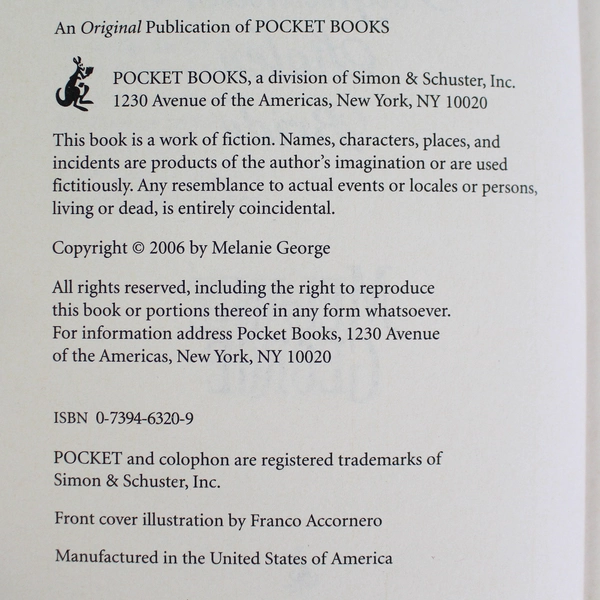 An Original Publication of POCKET BOOKS
POCKET BOOKS, a division of Simon & Schuster, Inc.
1230 Avenue of the Americas, New York, NY 10020
This book is a work of fiction. Names, characters, places, and
incidents are products of the author's imagination or are used
fictitiously. Any resemblance to actual events or locales or persons,
living or dead, is entirely coincidental.
Copyright © 2006 by Melanie George
All rights reserved, including the right to reproduce
this book or portions thereof in any form whatsoever.
For information address Pocket Books, 1230 Avenue
of the Americas, New York, NY 10020
ISBN 0-7394-6320-9
POCKET and colophon are registered trademarks of
Simon & Schuster, Inc.
Front cover illustration by Franco Accornero
Manufactured in the United States of America